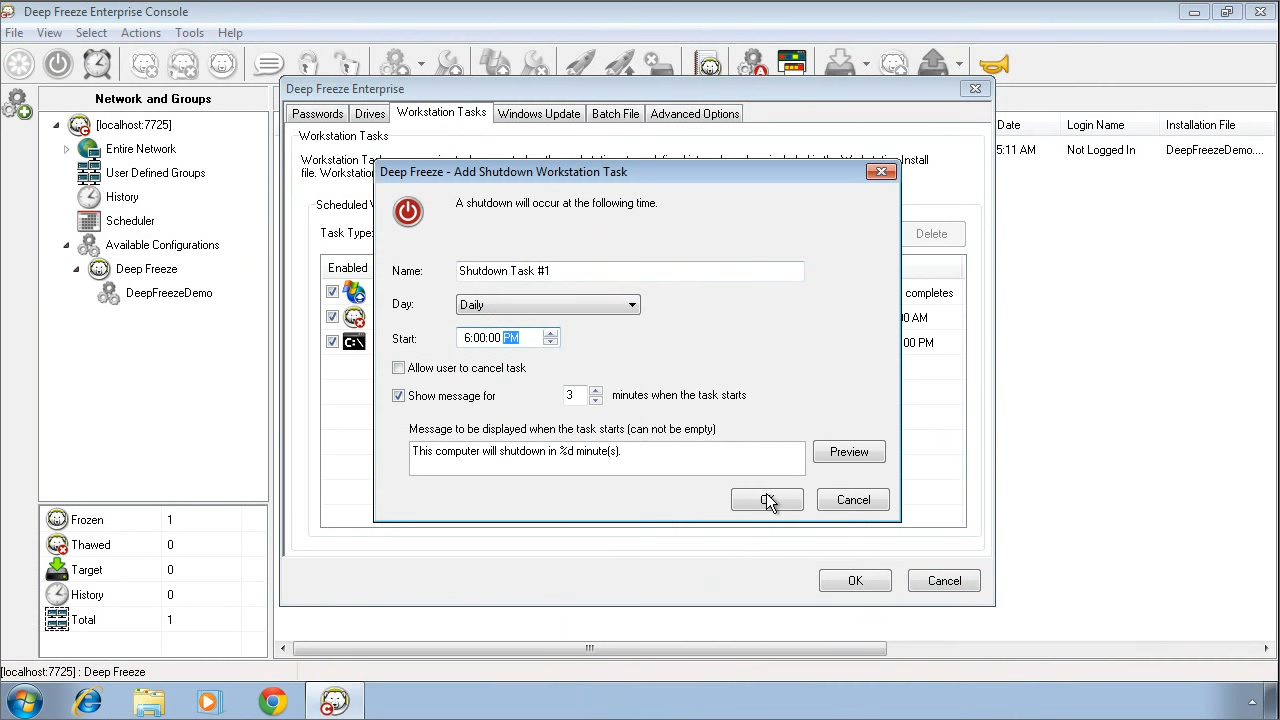 Deep Freeze Enterprise Console
File View Select Actions Tools Help
Network and Groups
[localhost:7725]
Entire Network
User Defined Groups
History
Scheduler
Available Configurations
Deep Freeze
DeepFreezeDemo
Frozen 1
Thawed 0
Target 0
History 0
Total 1
Deep Freeze Enterprise
Passwords Drives Workstation Tasks Windows Update Batch File Advanced Options
Workstation Tasks
file. Workstation
Scheduled
Task Type:
Delete
Enabled
completes
AM
PM
OK Cancel
Deep Freeze - Add Shutdown Workstation Task
A shutdown will occur at the following time.
Name: Shutdown Task #1
Day: Daily
Start: 6:00:00 PM
Allow user to cancel task
Show message for 3 minutes when the task starts
Message to be displayed when the task starts (can not be empty)
This computer will shutdown in %d minute(s).
Preview
Cancel
Date Login Name Installation File
5:11 AM Not Logged In DeepFreezeDemo....
[localhost:7725] : Deep Freeze